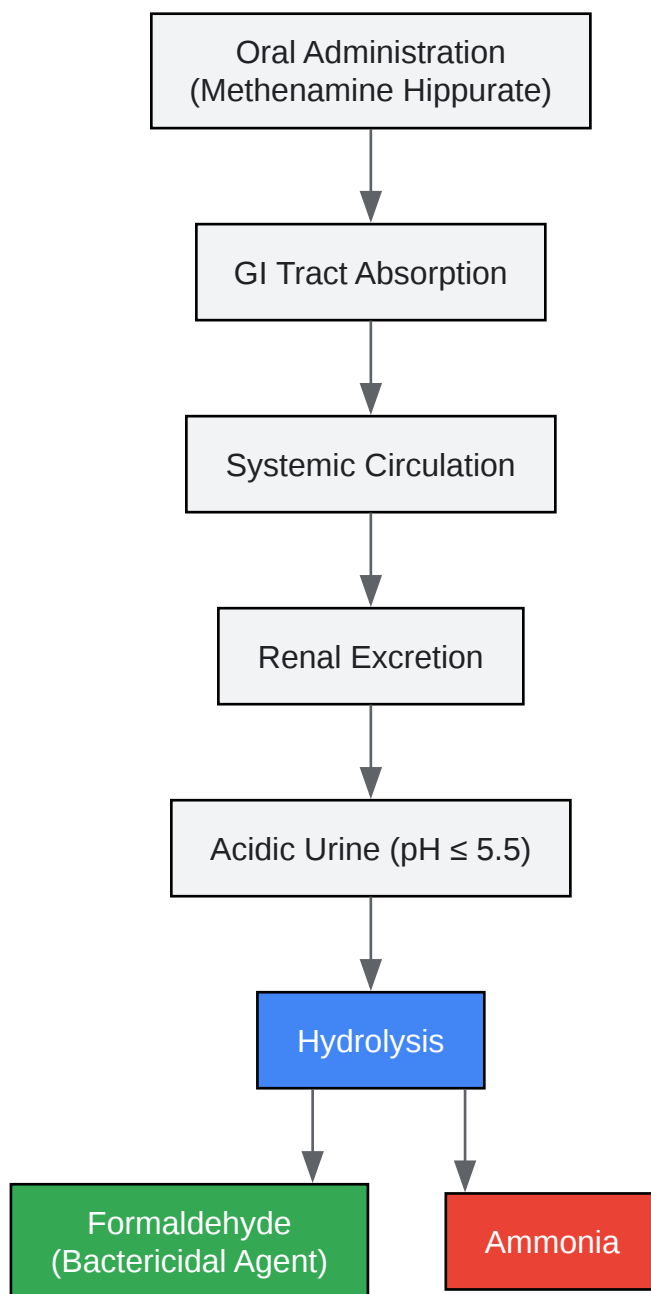 Oral Administration
(Methenamine Hippurate)
GI Tract Absorption
Systemic Circulation
Renal Excretion
Acidic Urine (pH ≤ 5.5)
Hydrolysis
Formaldehyde
(Bactericidal Agent)
Ammonia